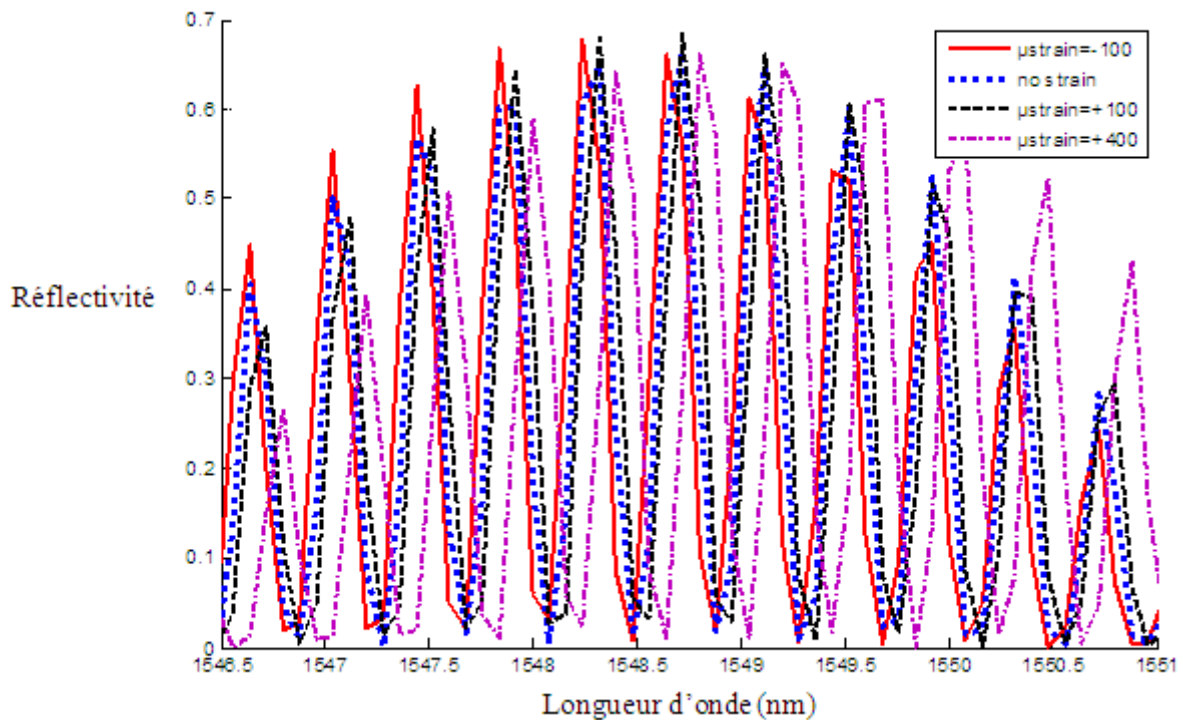 0.7
0.6
0.5
0.4
0.3
0.2
0.1
0
Réflectivité
µstrain=-100
no strain
µstrain=+100
µstrain=+400
1546.5 1547 1547.5 1548 1548.5 1549 1549.5 1550 1550.5 1551
Longueur d'onde (nm)